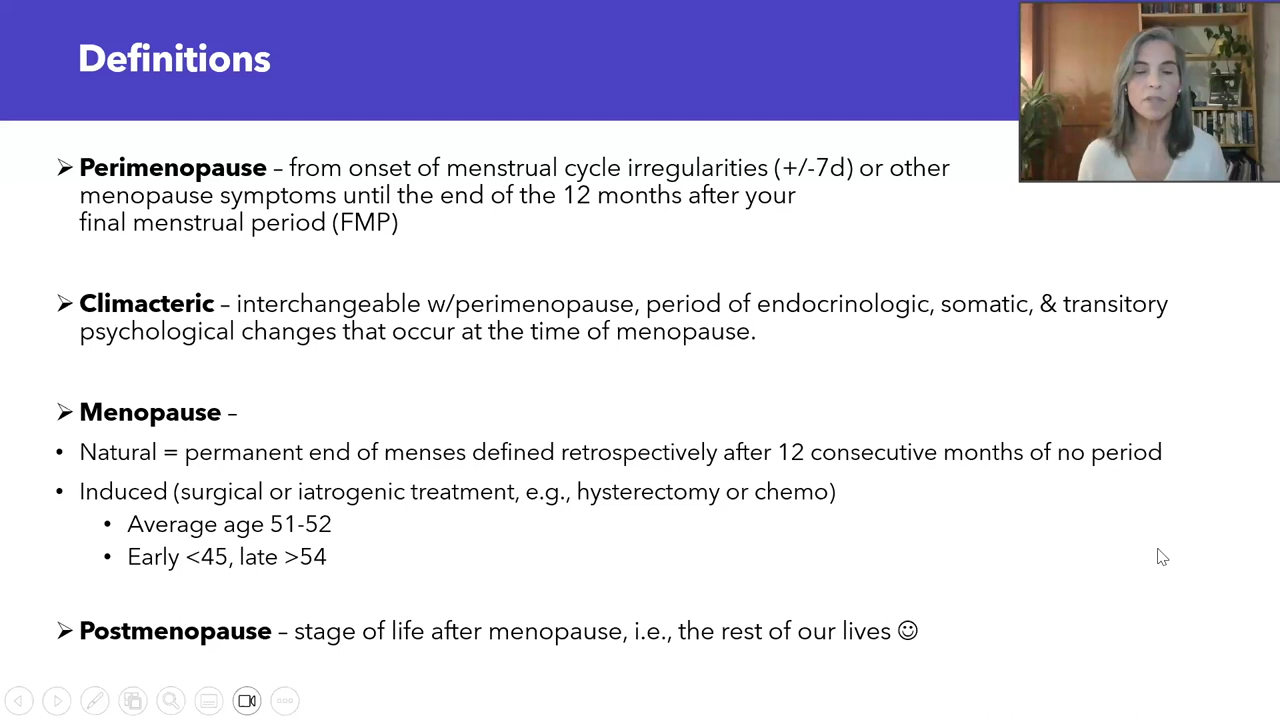 Definitions
➢ Perimenopause – from onset of menstrual cycle irregularities (+/-7d) or other
menopause symptoms until the end of the 12 months after your
final menstrual period (FMP)
➢ Climacteric – interchangeable w/perimenopause, period of endocrinologic, somatic, & transitory
psychological changes that occur at the time of menopause.
➢ Menopause –
• Natural = permanent end of menses defined retrospectively after 12 consecutive months of no period
• Induced (surgical or iatrogenic treatment, e.g., hysterectomy or chemo)
• Average age 51-52
• Early <45, late >54
➢ Postmenopause – stage of life after menopause, i.e., the rest of our lives ☺